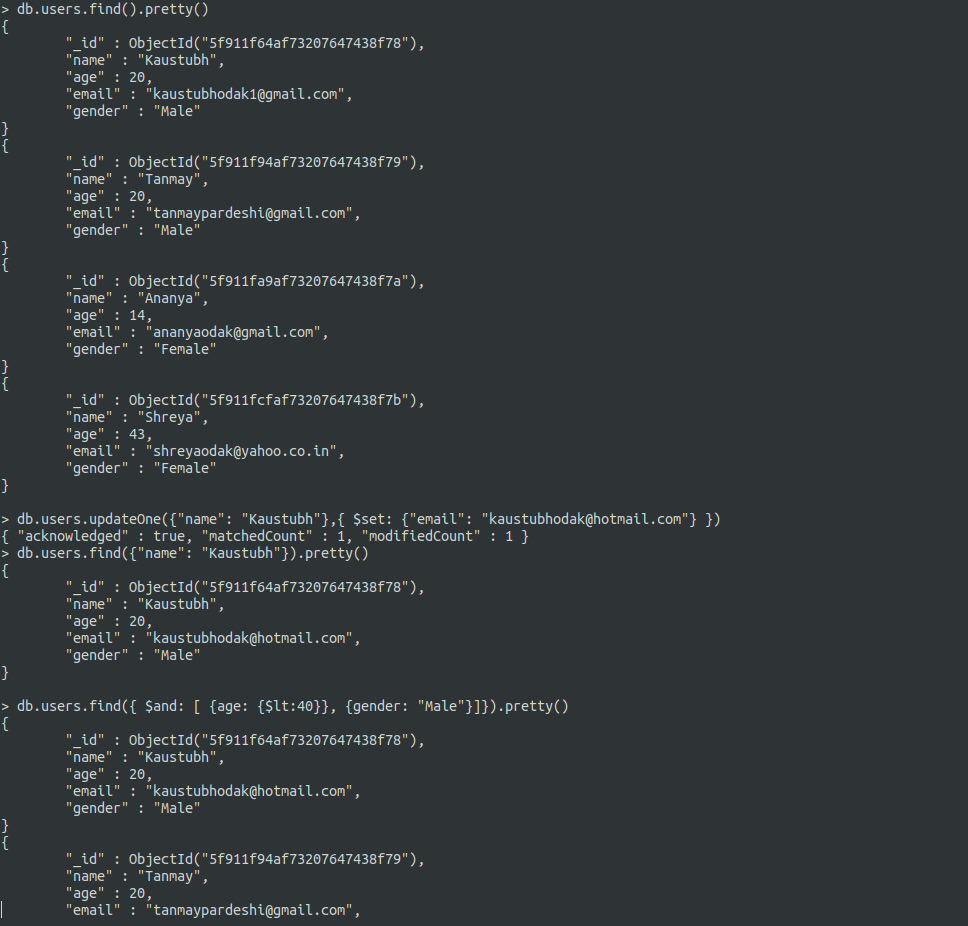 > db.users.find().pretty()
{
        "_id" : ObjectId("5f911f64af73207647438f78"),
        "name" : "Kaustubh",
        "age" : 20,
        "email" : "kaustubhodak1@gmail.com",
        "gender" : "Male"
}
{
        "_id" : ObjectId("5f911f94af73207647438f79"),
        "name" : "Tanmay",
        "age" : 20,
        "email" : "tanmaypardeshi@gmail.com",
        "gender" : "Male"
}
{
        "_id" : ObjectId("5f911fa9af73207647438f7a"),
        "name" : "Ananya",
        "age" : 14,
        "email" : "ananyaodak@gmail.com",
        "gender" : "Female"
}
{
        "_id" : ObjectId("5f911fcfaf73207647438f7b"),
        "name" : "Shreya",
        "age" : 43,
        "email" : "shreyaodak@yahoo.co.in",
        "gender" : "Female"
}
> db.users.updateOne({"name": "Kaustubh"},{ $set: {"email": "kaustubhodak@hotmail.com"} })
{ "acknowledged" : true, "matchedCount" : 1, "modifiedCount" : 1 }
> db.users.find({"name": "Kaustubh"}).pretty()
{
        "_id" : ObjectId("5f911f64af73207647438f78"),
        "name" : "Kaustubh",
        "age" : 20,
        "email" : "kaustubhodak@hotmail.com",
        "gender" : "Male"
}
> db.users.find({ $and: [ {age: {$lt:40}}, {gender: "Male"}]}).pretty()
{
        "_id" : ObjectId("5f911f64af73207647438f78"),
        "name" : "Kaustubh",
        "age" : 20,
        "email" : "kaustubhodak@hotmail.com",
        "gender" : "Male"
}
{
        "_id" : ObjectId("5f911f94af73207647438f79"),
        "name" : "Tanmay",
        "age" : 20,
        "email" : "tanmaypardeshi@gmail.com",